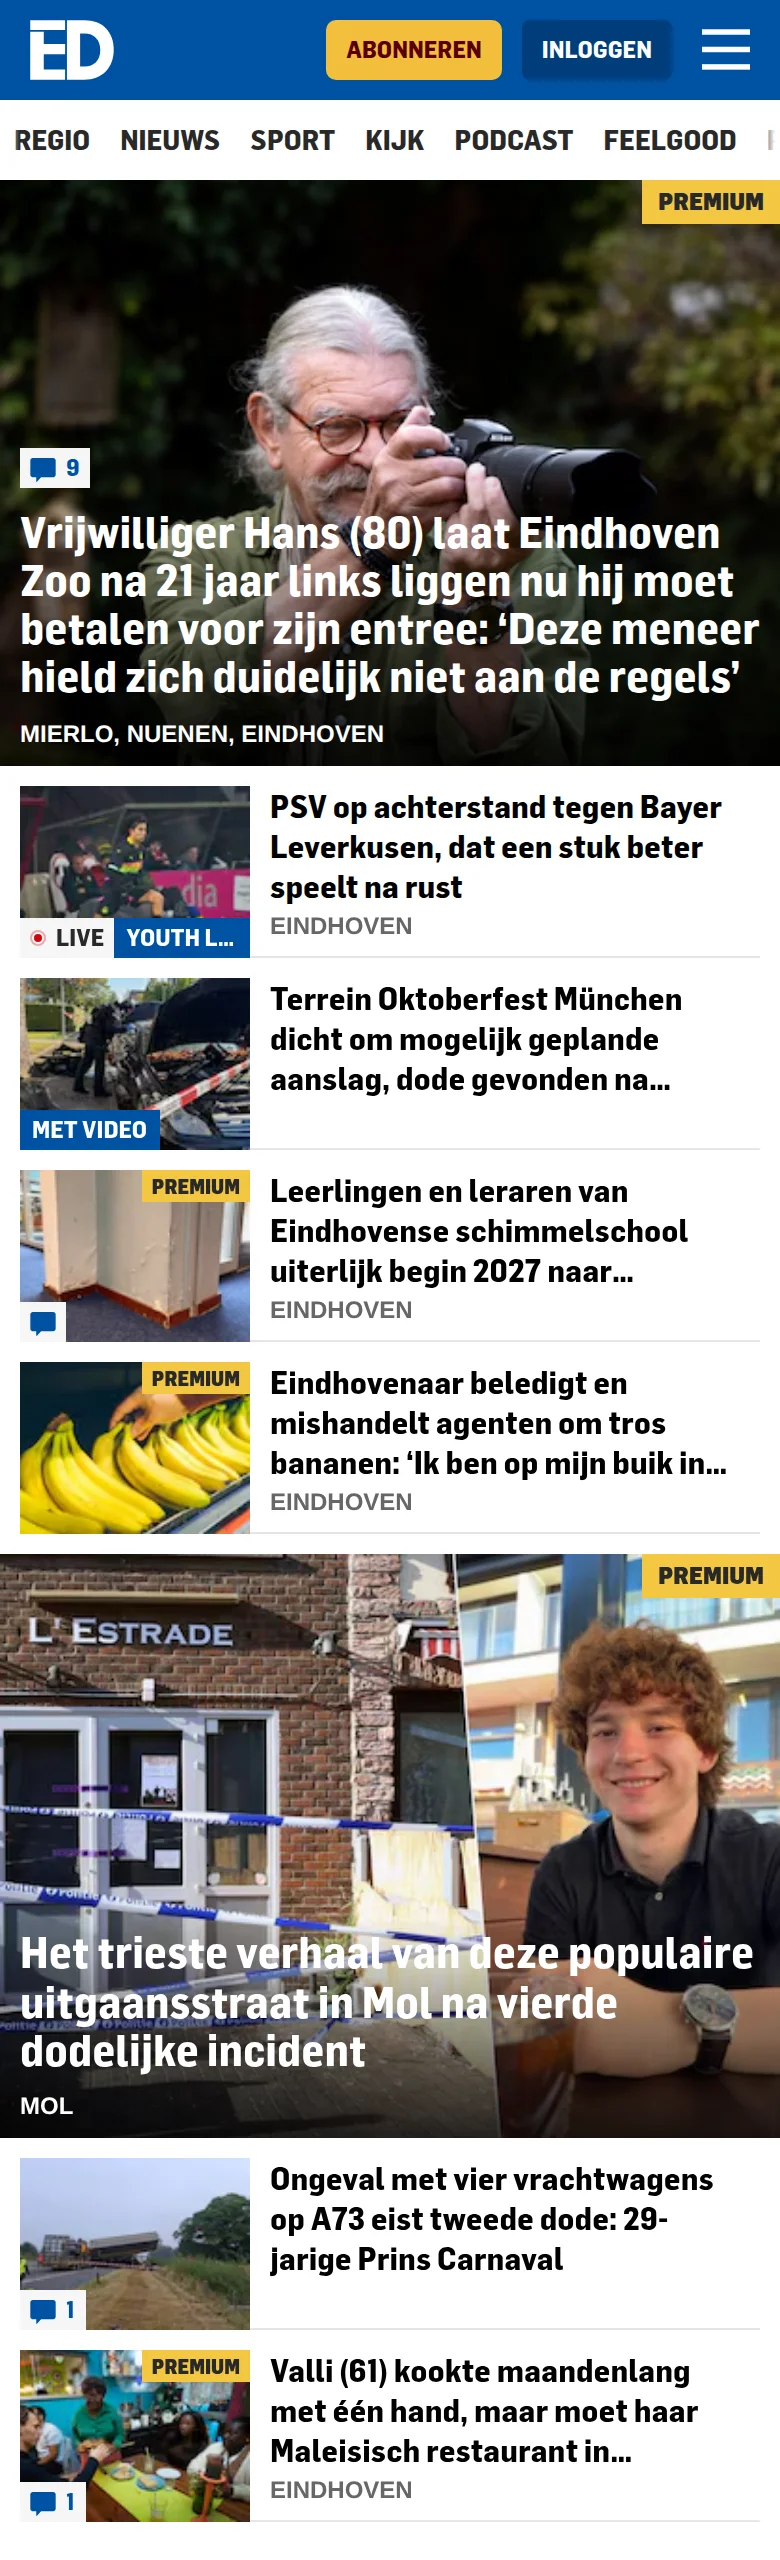 ED
ABONNEREN
INLOGGEN
REGIO NIEUWS SPORT KIJK PODCAST FEELGOOD
PREMIUM
9
Vrijwilliger Hans (80) laat Eindhoven
Zoo na 21 jaar links liggen nu hij moet
betalen voor zijn entree: ‘Deze meneer
hield zich duidelijk niet aan de regels’
MIERLO, NUENEN, EINDHOVEN
PSV op achterstand tegen Bayer
Leverkusen, dat een stuk beter
speelt na rust
EINDHOVEN
dia
LIVE
YOUTH L...
Terrein Oktoberfest München
dicht om mogelijk geplande
aanslag, dode gevonden na...
MET VIDEO
PREMIUM
Leerlingen en leraren van
Eindhovense schimmelschool
uiterlijk begin 2027 naar...
EINDHOVEN
PREMIUM
Eindhovenaar beledigt en
mishandelt agenten om tros
bananen: ‘Ik ben op mijn buik in...
EINDHOVEN
PREMIUM
L' ESTRADE
Politie
Het trieste verhaal van deze populaire
uitgaansstraat in Mol na vierde
dodelijke incident
MOL
Ongeval met vier vrachtwagens
op A73 eist tweede dode: 29-
jarige Prins Carnaval
1
PREMIUM
Valli (61) kookte maandenlang
met één hand, maar moet haar
Maleisisch restaurant in...
EINDHOVEN
1